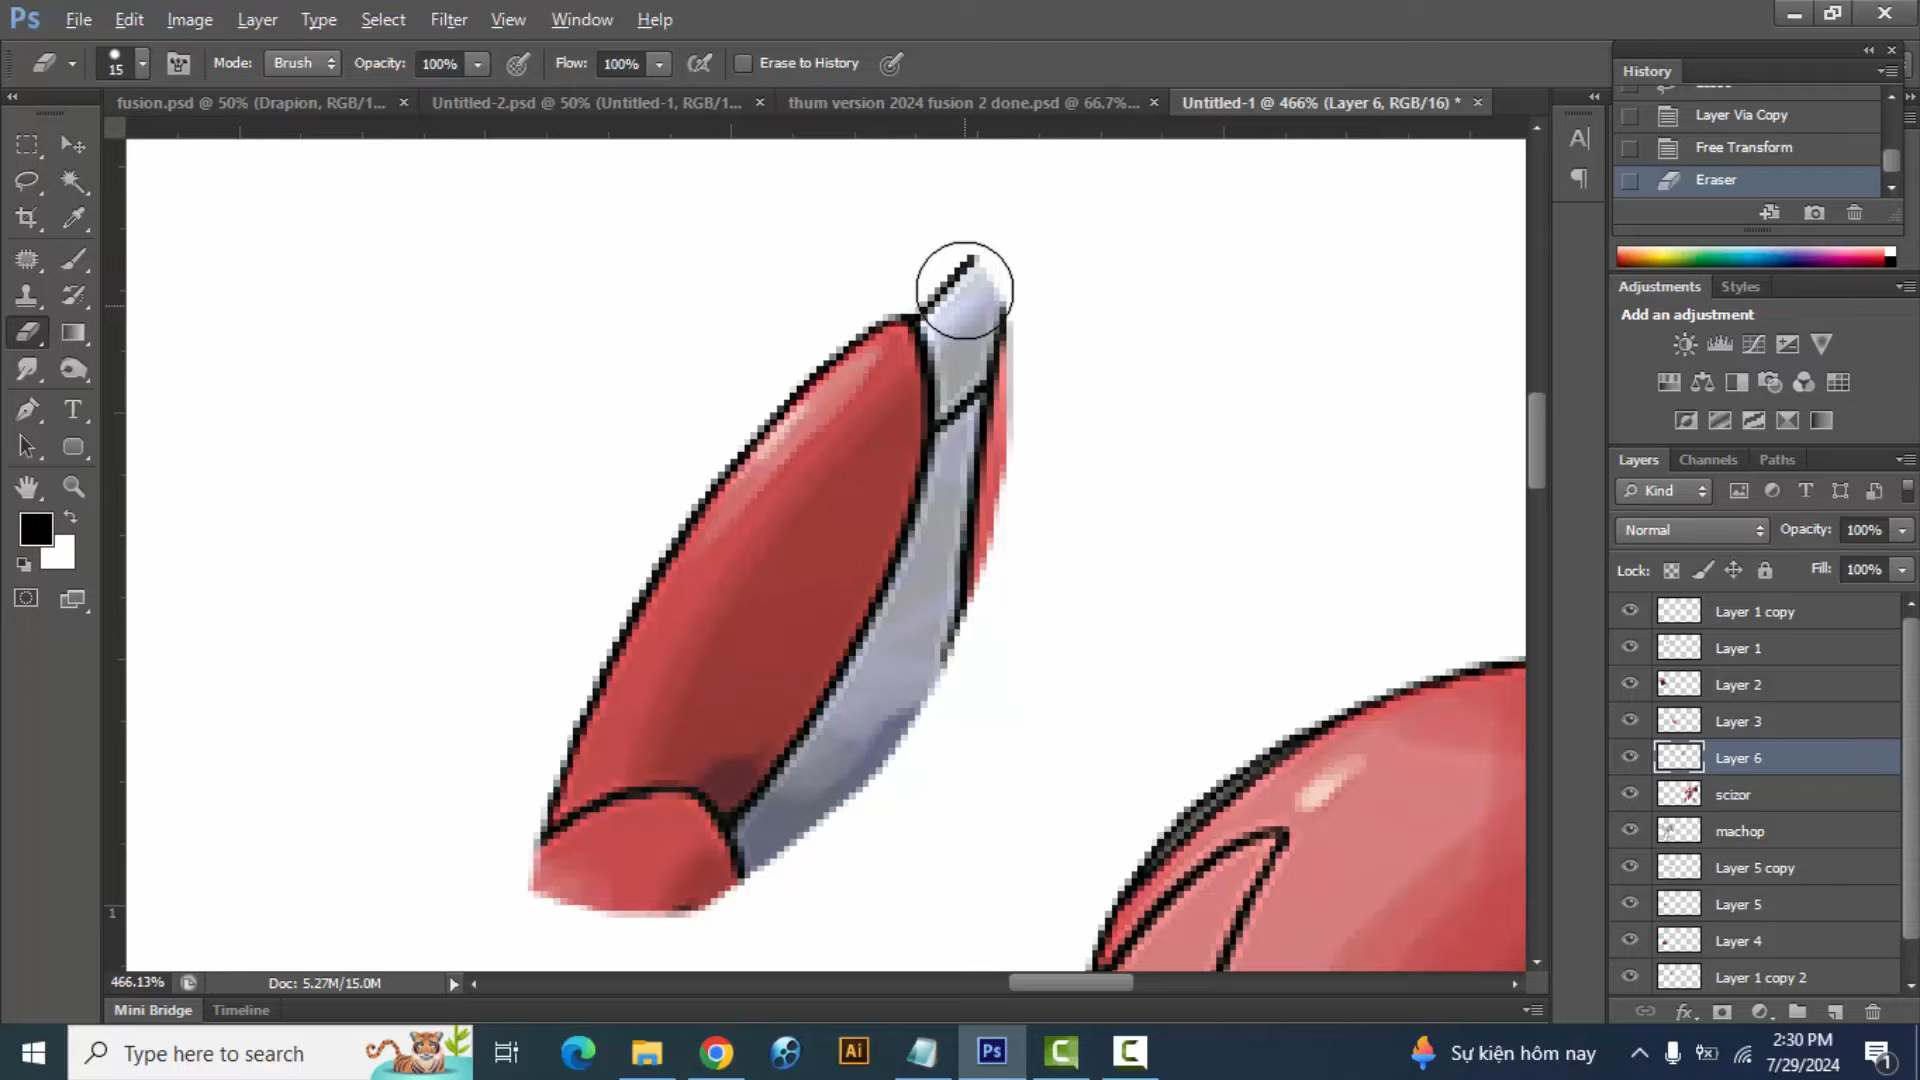 Ps File Edit Image Layer Type Select Filter View Window Help
15 Mode: Brush Opacity: 100% Flow: 100% Erase to History
fusion.psd @ 50% (Drapion, RGB/1... × Untitled-2.psd @ 50% (Untitled-1, RGB/1... × thum version 2024 fusion 2 done.psd @ 66.7%... × Untitled-1 @ 466% (Layer 6, RGB/16) * ×
History
Layer Via Copy
Free Transform
Eraser
Adjustments Styles
Add an adjustment
Layers Channels Paths
Kind
Normal Opacity: 100%
Lock: Fill: 100%
Layer 1 copy
Layer 1
Layer 2
Layer 3
Layer 6
scizor
machop
Layer 5 copy
Layer 5
Layer 4
Layer 1 copy 2
1
466.13% Doc: 5.27M/15.0M
Mini Bridge Timeline
Type here to search
Ai Ps
Sự kiện hôm nay
2:30 PM
7/29/2024
1